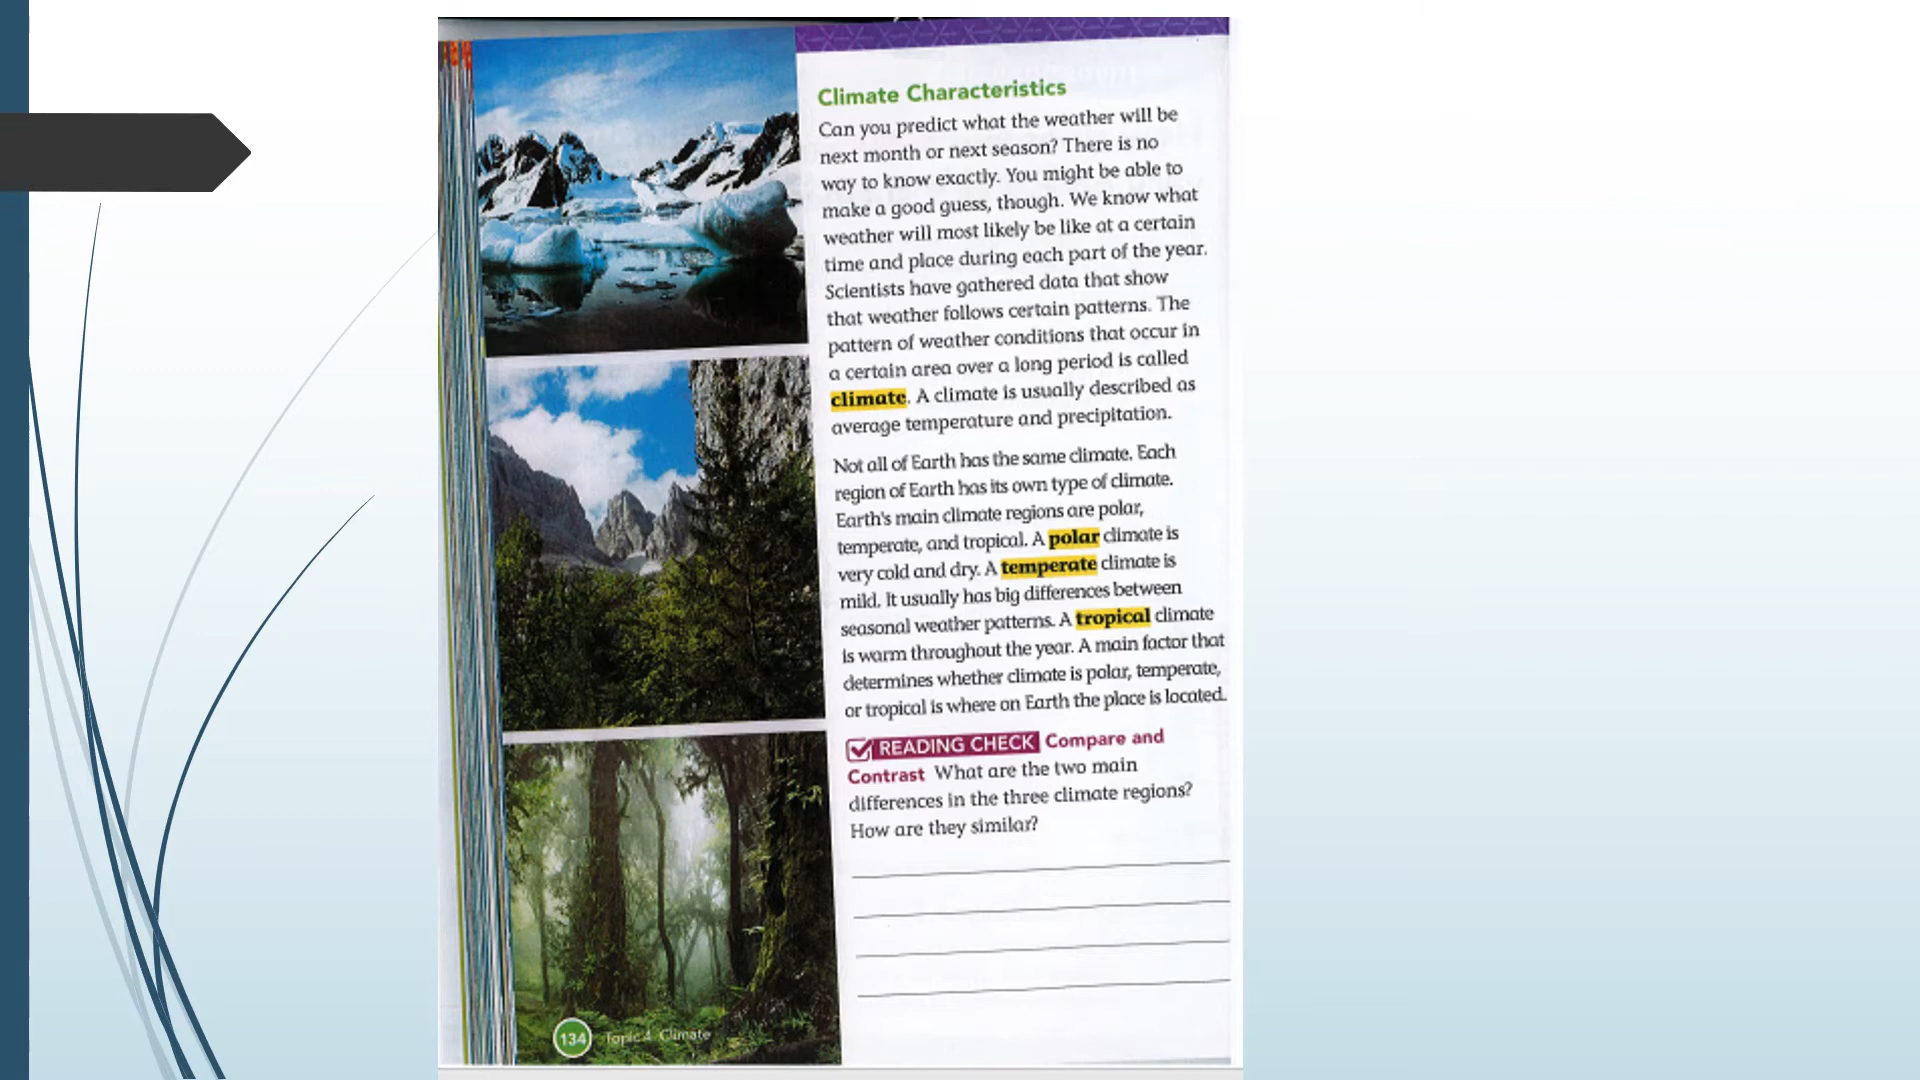 Climate Characteristics
Can you predict what the weather will be
next month or next season? There is no
way to know exactly. You might be able to
make a good guess, though. We know what
weather will most likely be like at a certain
time and place during each part of the year.
Scientists have gathered data that show
that weather follows certain patterns. The
pattern of weather conditions that occur in
a certain area over a long period is called
climate. A climate is usually described as
average temperature and precipitation.
Not all of Earth has the same climate. Each
region of Earth has its own type of climate.
Earth's main climate regions are polar,
temperate, and tropical. A polar climate is
very cold and dry. A temperate climate is
mild. It usually has big differences between
seasonal weather patterns. A tropical climate
is warm throughout the year. A main factor that
determines whether climate is polar, temperate,
or tropical is where on Earth the place is located.
READING CHECK Compare and
Contrast What are the two main
differences in the three climate regions?
How are they similar?
134 Topic 4 Climate